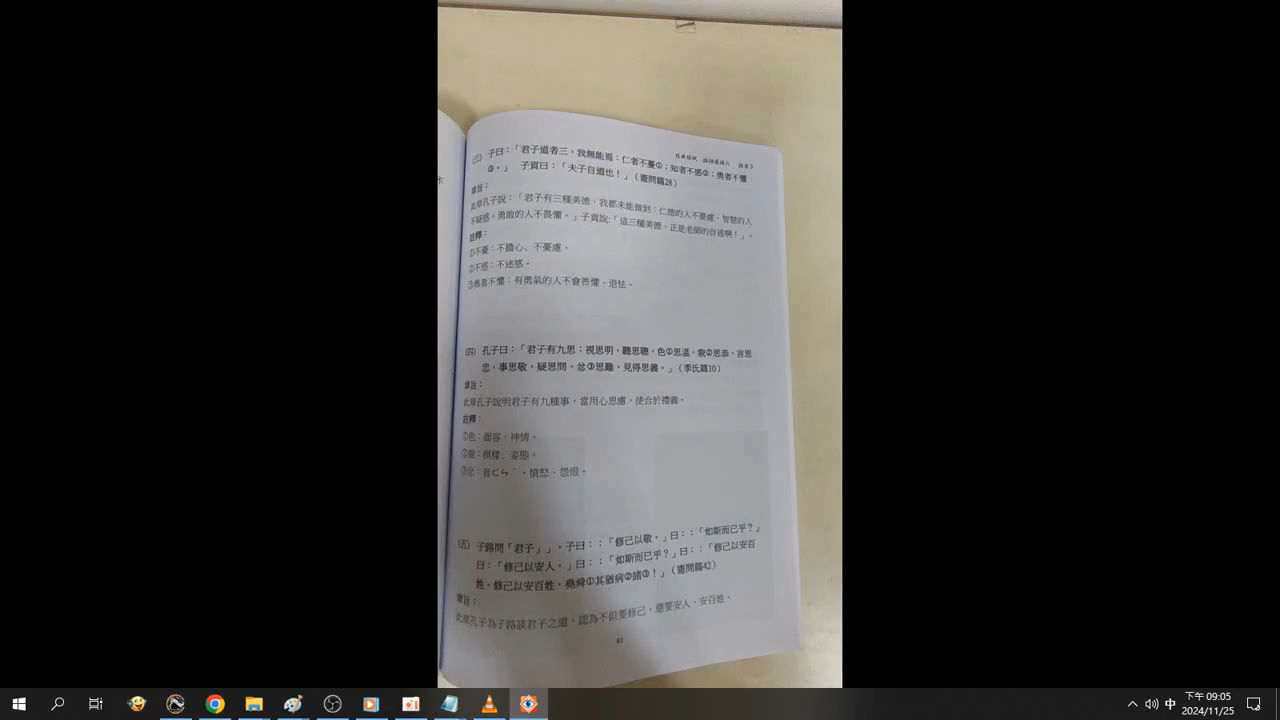 經典探賾 論語選讀六 論君子
(三) 子曰:「君子道者三,我無能焉:仁者不憂①;知者不惑②;勇者不懼
③。」 子貢曰:「夫子自道也!」(憲問篇28)
章旨:
此章孔子說:「君子有三種美德,我都未能做到:仁德的人不憂慮,智慧的人
不疑惑,勇敢的人不畏懼。」子貢說:「這三種美德,正是老師的自述啊!」。
註釋:
①不憂:不擔心、不憂慮。
②不惑:不迷惑。
③勇者不懼:有勇氣的人不會畏懼、退怯。
(四) 孔子曰:「君子有九思:視思明,聽思聰,色①思溫,貌②思恭,言思
忠,事思敬,疑思問,忿③思難,見得思義。」(季氏篇10)
章旨:
此章孔子說明君子有九種事,當用心思慮,使合於禮義。
註釋:
①色:面容、神情。
②貌:模樣、姿態。
③忿:音ㄈㄣˋ,憤怒、怨恨。
(五) 子路問「君子」」。子曰::「修己以敬。」曰::「如斯而已乎?」
曰:「修己以安人。」曰::「如斯而已乎?」曰::「修己以安百
姓。修己以安百姓,堯舜①其猶病②諸③!」(憲問篇42)
章旨:
此章孔子為子路談君子之道,認為不但要修己,還要安人、安百姓。
62
中
下午 09:05
2024/11/25